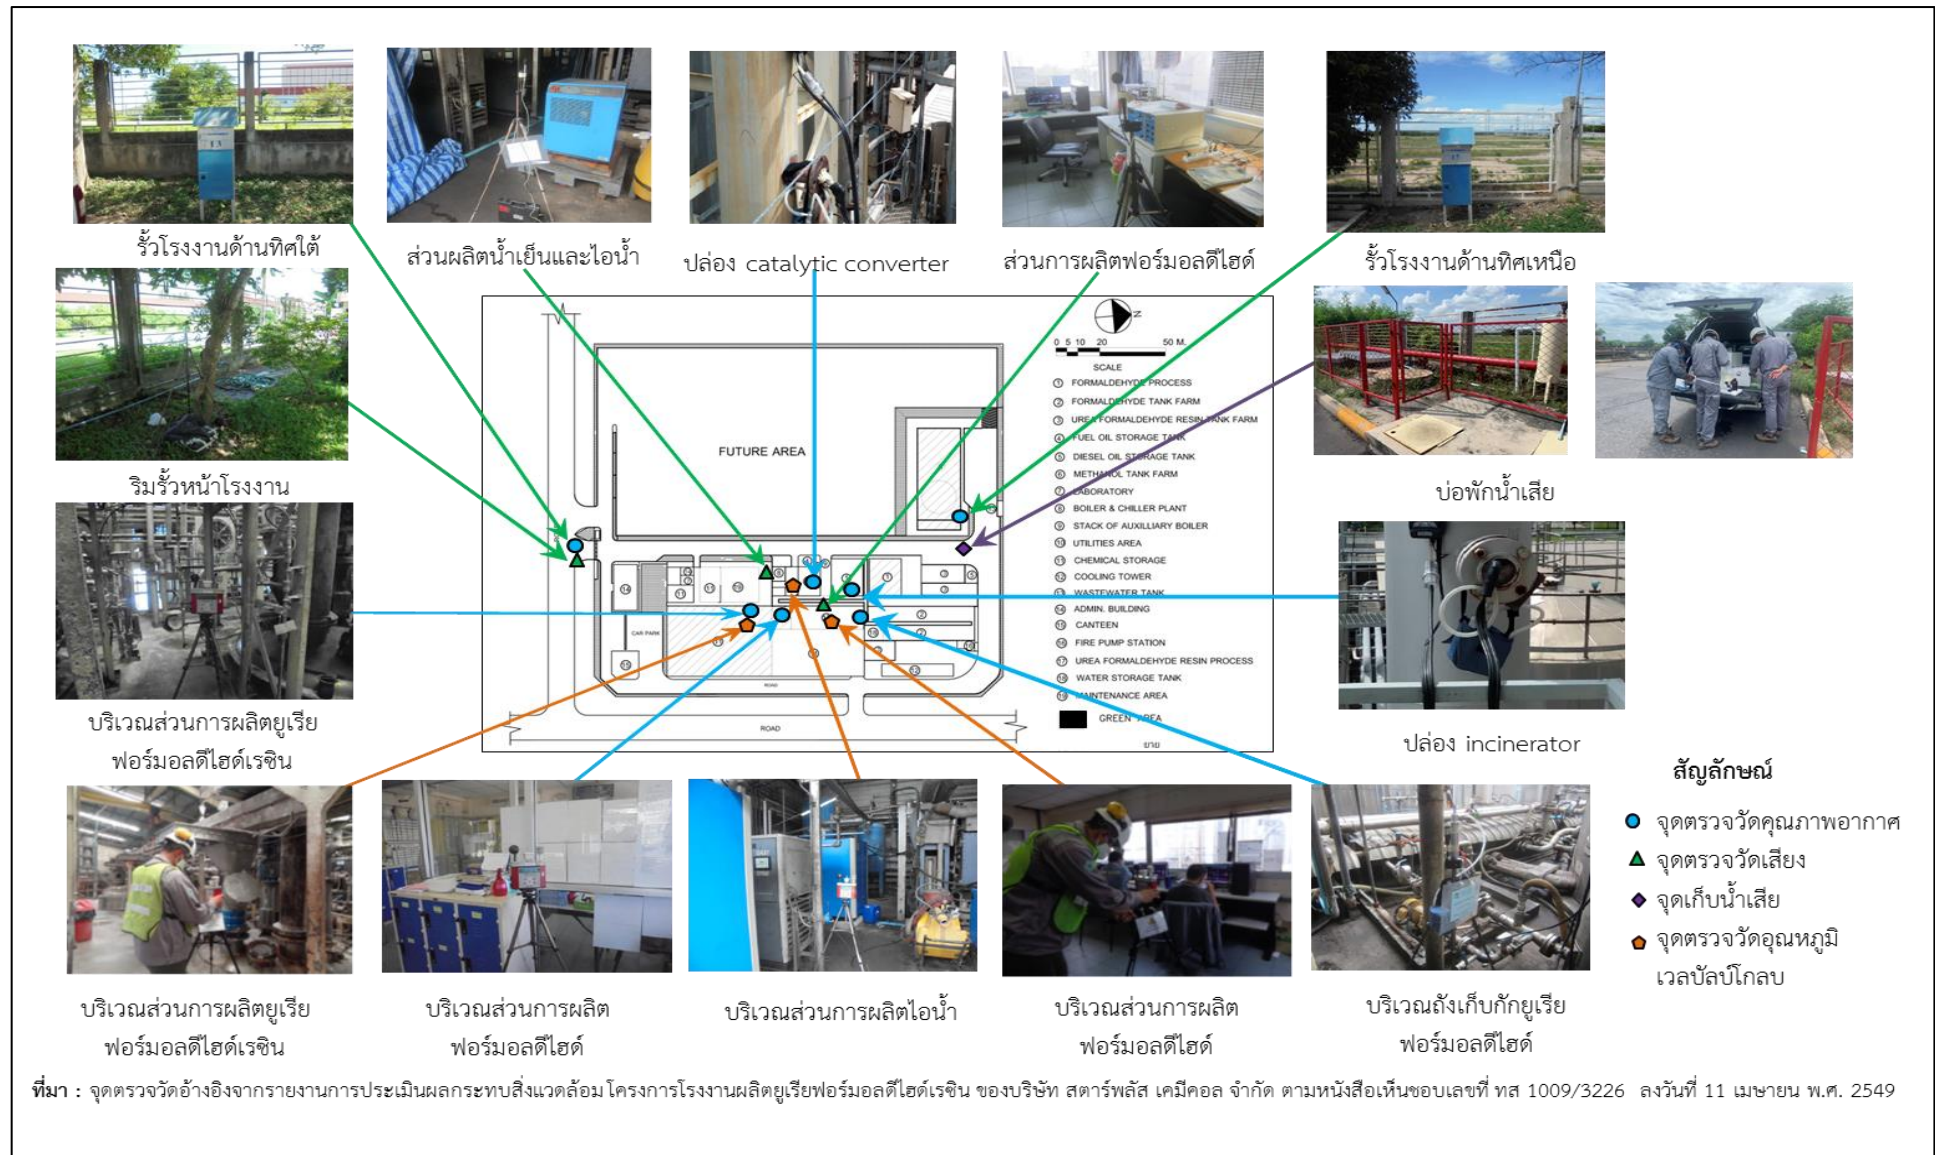 รั้วโรงงานด้านทิศใต้
ส่วนผลิตน้ำเย็นและไอน้ำ
ปล่อง catalytic converter
ส่วนการผลิตฟอร์มอลดีไฮด์
รั้วโรงงานด้านทิศเหนือ
ริมรั้วหน้าโรงงาน
บ่อพักน้ำเสีย
บริเวณส่วนการผลิตยูเรีย
ฟอร์มอลดีไฮด์เรซิน
FUTURE AREA
CAR PARK
ROAD
ROAD
N
0 5 10 20 50 M.
SCALE
① FORMALDEHYDE PROCESS
② FORMALDEHYDE TANK FARM
③ UREA FORMALDEHYDE RESIN TANK FARM
④ FUEL OIL STORAGE TANK
⑤ DIESEL OIL STORAGE TANK
⑥ METHANOL TANK FARM
⑦ LABORATORY
⑧ BOILER & CHILLER PLANT
⑨ STACK OF AUXILLIARY BOILER
⑩ UTILITIES AREA
⑪ CHEMICAL STORAGE
⑫ COOLING TOWER
⑬ WASTEWATER TANK
⑭ ADMIN. BUILDING
⑮ CANTEEN
⑯ FIRE PUMP STATION
⑰ UREA FORMALDEHYDE RESIN PROCESS
⑱ WATER STORAGE TANK
⑲ MAINTENANCE AREA
GREEN AREA
ขาย
ปล่อง incinerator
บริเวณส่วนการผลิตยูเรีย
ฟอร์มอลดีไฮด์เรซิน
บริเวณส่วนการผลิต
ฟอร์มอลดีไฮด์
บริเวณส่วนการผลิตไอน้ำ
บริเวณส่วนการผลิต
ฟอร์มอลดีไฮด์
บริเวณถังเก็บกักยูเรีย
ฟอร์มอลดีไฮด์
สัญลักษณ์
จุดตรวจวัดคุณภาพอากาศ
จุดตรวจวัดเสียง
จุดเก็บน้ำเสีย
จุดตรวจวัดอุณหภูมิ
เวลบัลบ์โกลบ
ที่มา : จุดตรวจวัดอ้างอิงจากรายงานการประเมินผลกระทบสิ่งแวดล้อมโครงการโรงงานผลิตยูเรียฟอร์มอลดีไฮด์เรซิน ของบริษัท สตาร์พลัส เคมีคอล จำกัด ตามหนังสือเห็นชอบเลขที่ ทส 1009/3226 ลงวันที่ 11 เมษายน พ.ศ. 2549